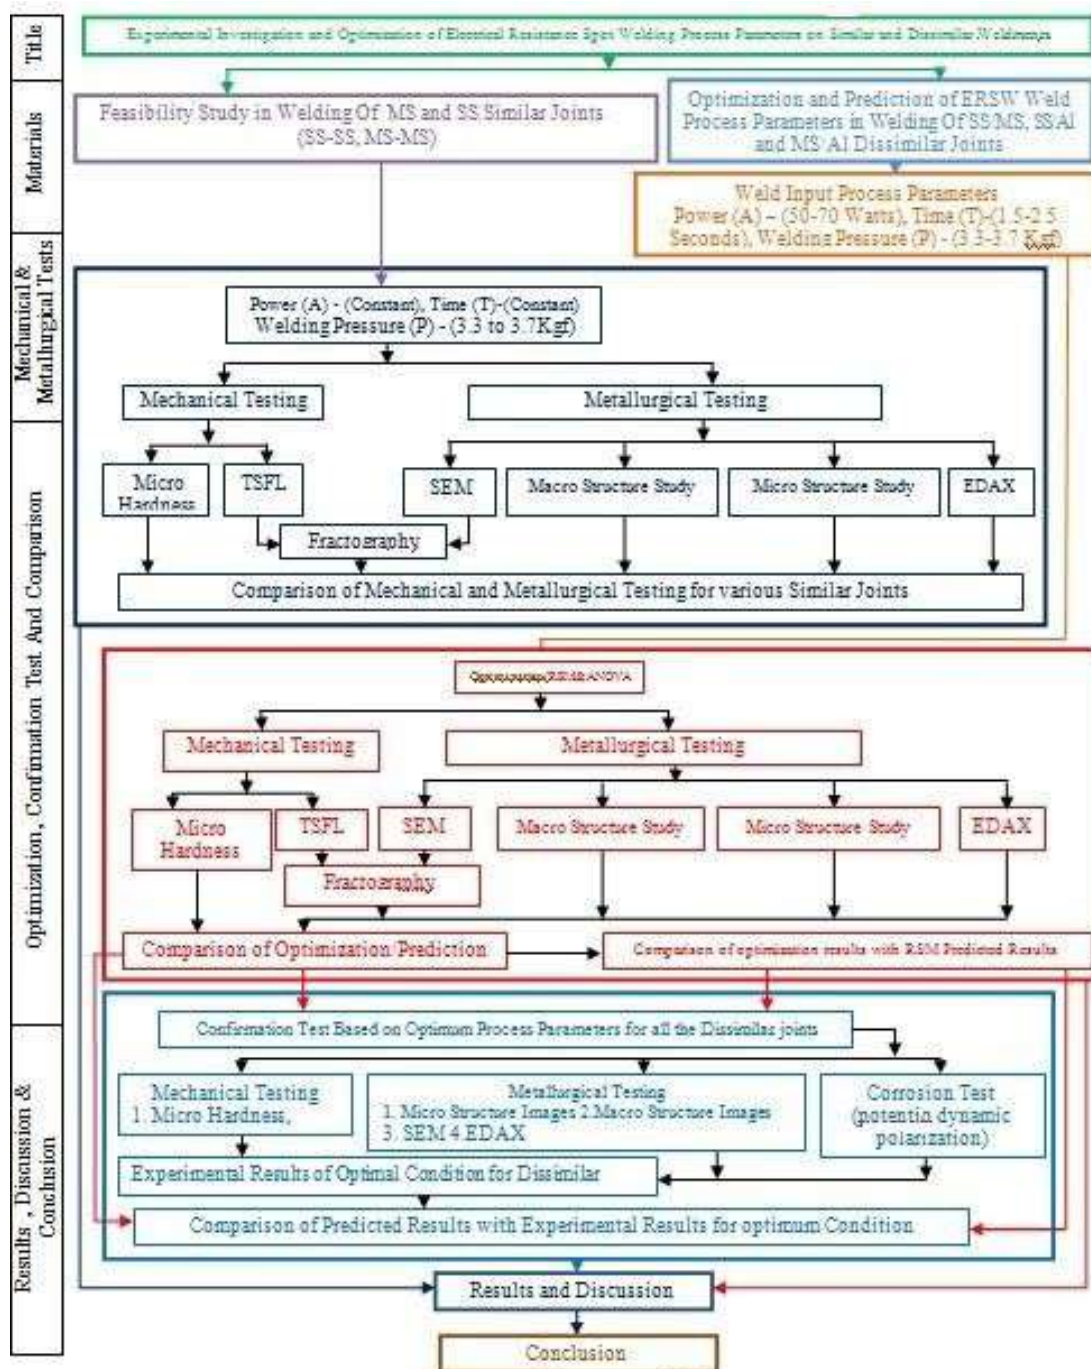 Title
Experimental Investigation and Optimization of Electrical Resistance Spot Welding Process Parameters on Similar and Dissimilar Weldments
Materials
Feasibility Study in Welding Of MS and SS Similar Joints
(SS-SS, MS-MS)
Optimization and Prediction of ERSW Weld
Process Parameters in Welding Of SS/MS, SS/Al
and MS/Al Dissimilar Joints
Weld Input Process Parameters
Power (A) – (50-70 Watts), Time (T)-(1.5-2.5
Seconds), Welding Pressure (P) - (3.3-3.7 Kgf)
Mechanical &
Metallurgical Tests
Power (A) - (Constant), Time (T)-(Constant)
Welding Pressure (P) - (3.3 to 3.7Kgf)
Mechanical Testing
Metallurgical Testing
Micro
Hardness
TSFL
SEM
Macro Structure Study
Micro Structure Study
EDAX
Fractography
Comparison of Mechanical and Metallurgical Testing for various Similar Joints
Optimization, Confirmation Test And Comparison
ANOVA
Mechanical Testing
Metallurgical Testing
Micro
Hardness
TSFL
SEM
Macro Structure Study
Micro Structure Study
EDAX
Fractography
Comparison of Optimization/Prediction
Comparison of optimization results with RSM Predicted Results
Results , Discussion &
Conclusion
Confirmation Test Based on Optimum Process Parameters for all the Dissimilar joints
Mechanical Testing
1. Micro Hardness,
Metallurgical Testing
1. Micro Structure Images 2.Macro Structure Images
3. SEM 4.EDAX
Corrosion Test
(potentin dynamic
polarization)
Experimental Results of Optimal Condition for Dissimilar
Comparison of Predicted Results with Experimental Results for optimum Condition
Results and Discussion
Conclusion